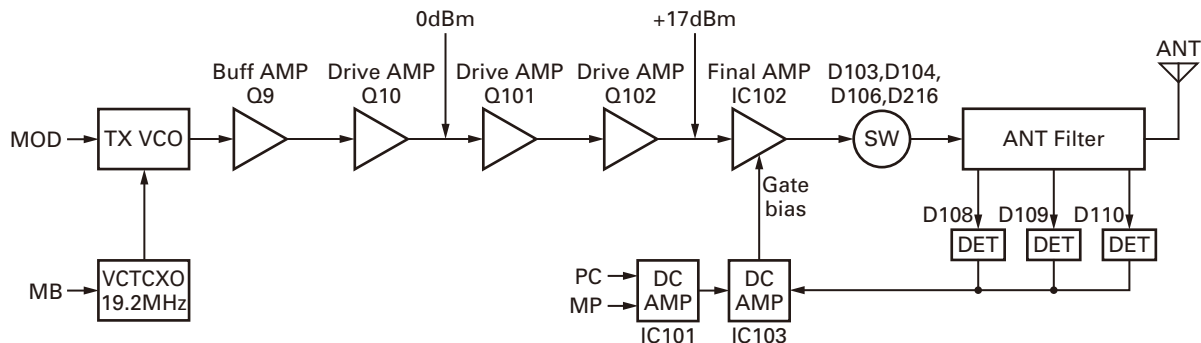 0dBm
+17dBm
ANT
Buff AMP
Q9
Drive AMP
Q10
Drive AMP
Q101
Drive AMP
Q102
Final AMP
IC102
D103,D104,
D106,D216
MOD
TX VCO
SW
ANT Filter
Gate
bias
D108
D109
D110
DET
DET
DET
MB
VCTCXO
19.2MHz
PC
MP
DC
AMP
IC101
DC
AMP
IC103